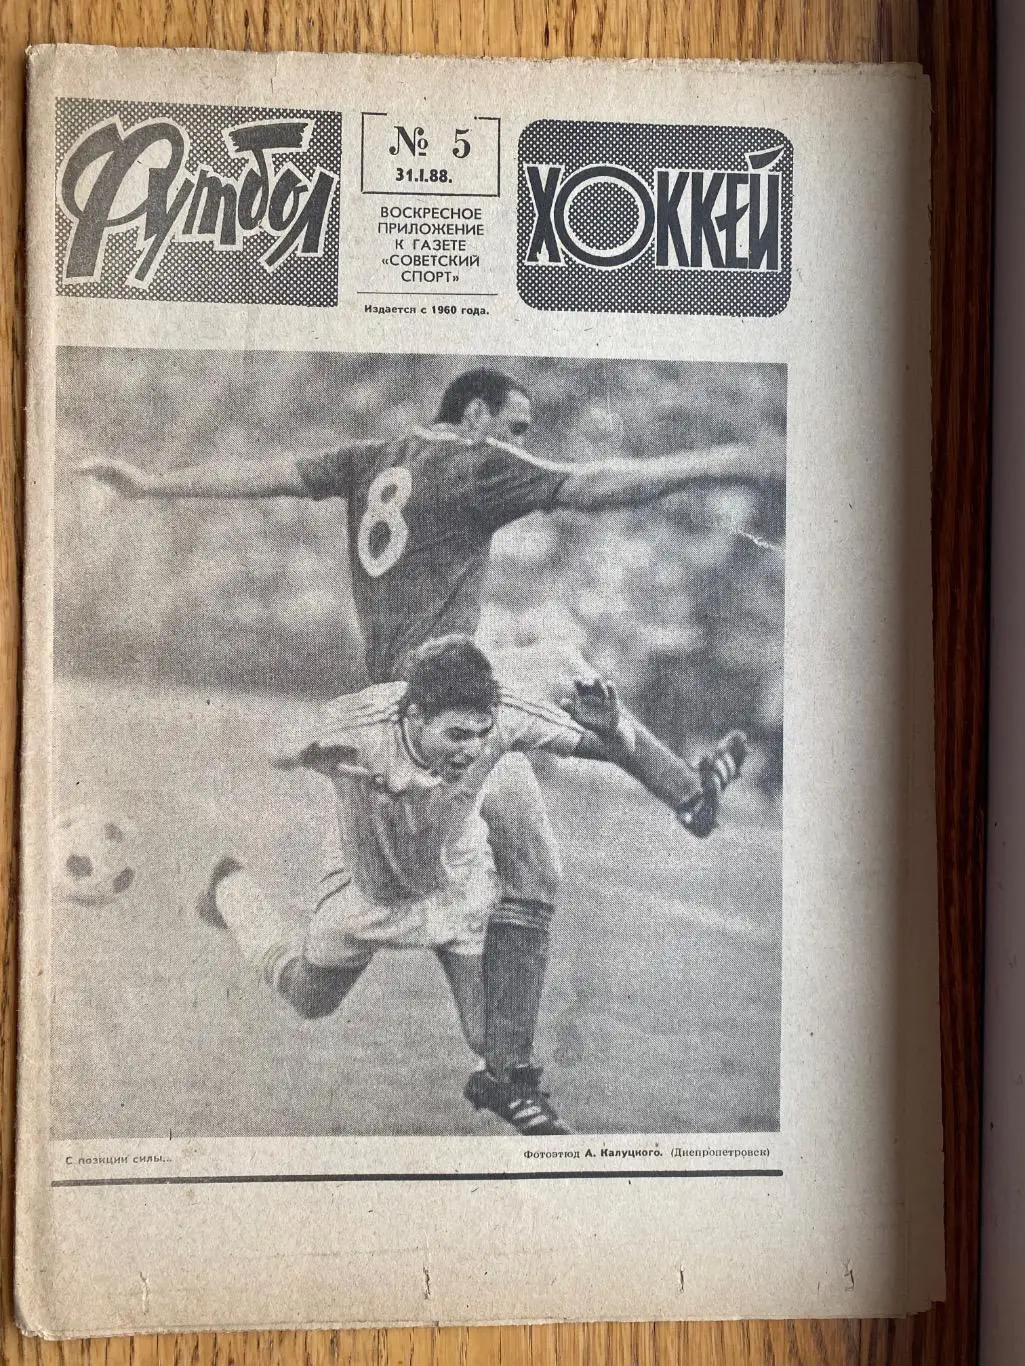 Футбол
№ 5
31.I.88.
ВОСКРЕСНОЕ
ПРИЛОЖЕНИЕ
К ГАЗЕТЕ
«СОВЕТСКИЙ
СПОРТ»
Издается с 1960 года.
ХОККЕЙ
8
С позиции силы...
Фотоэтюд А. Калуцкого. (Днепропетровск)